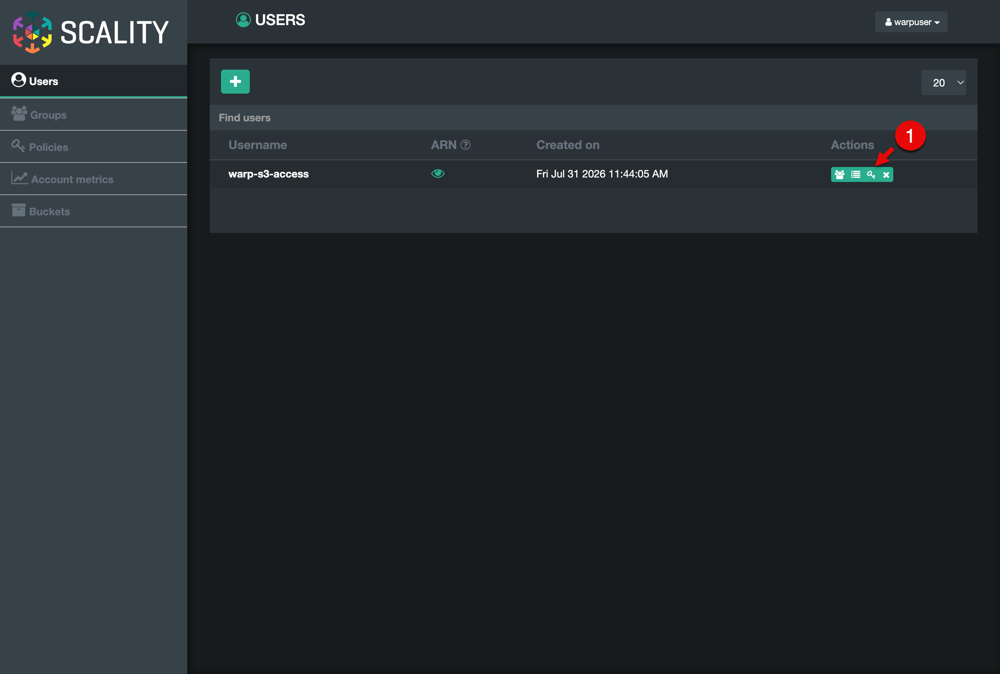 SCALITY
USERS
warpuser
Users
Groups
Policies
Account metrics
Buckets
20
Find users
Username ARN ? Created on Actions
1
warp-s3-access Fri Jul 31 2026 11:44:05 AM